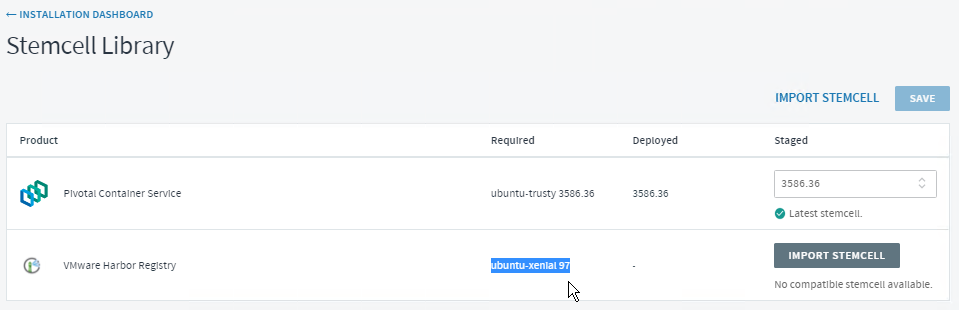 ← INSTALLATION DASHBOARD
Stemcell Library
IMPORT STEMCELL SAVE
Product Required Deployed Staged
Pivotal Container Service ubuntu-trusty 3586.36 3586.36 3586.36
Latest stemcell.
VMware Harbor Registry ubuntu-xenial 97 - IMPORT STEMCELL
No compatible stemcell available.